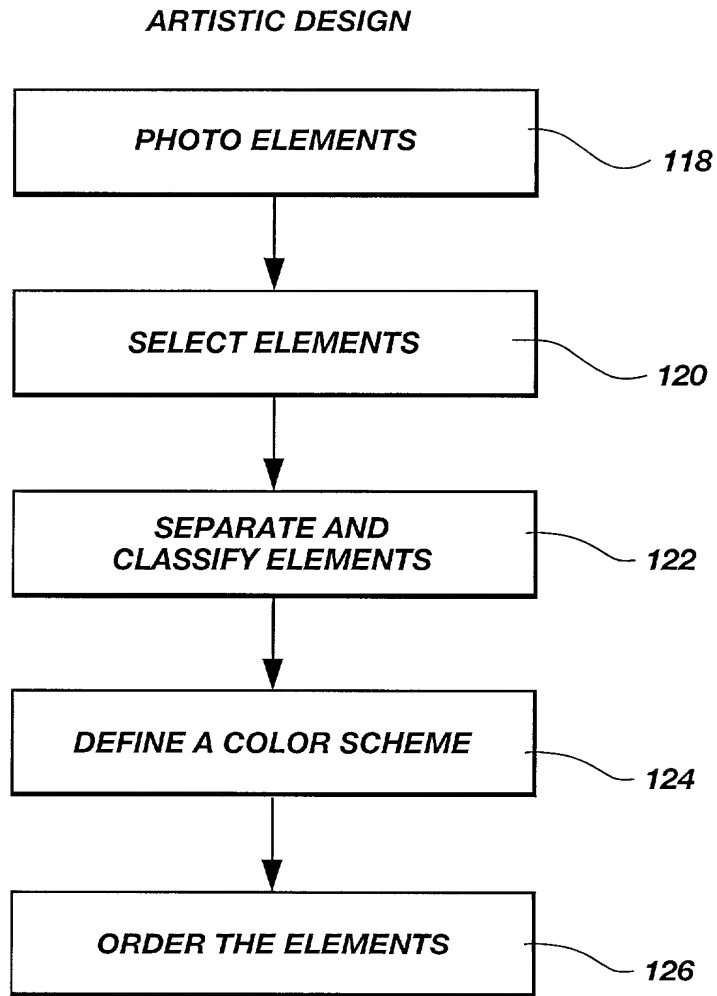 ARTISTIC DESIGN
PHOTO ELEMENTS
118
SELECT ELEMENTS
120
SEPARATE AND
CLASSIFY ELEMENTS
122
DEFINE A COLOR SCHEME
124
ORDER THE ELEMENTS
126